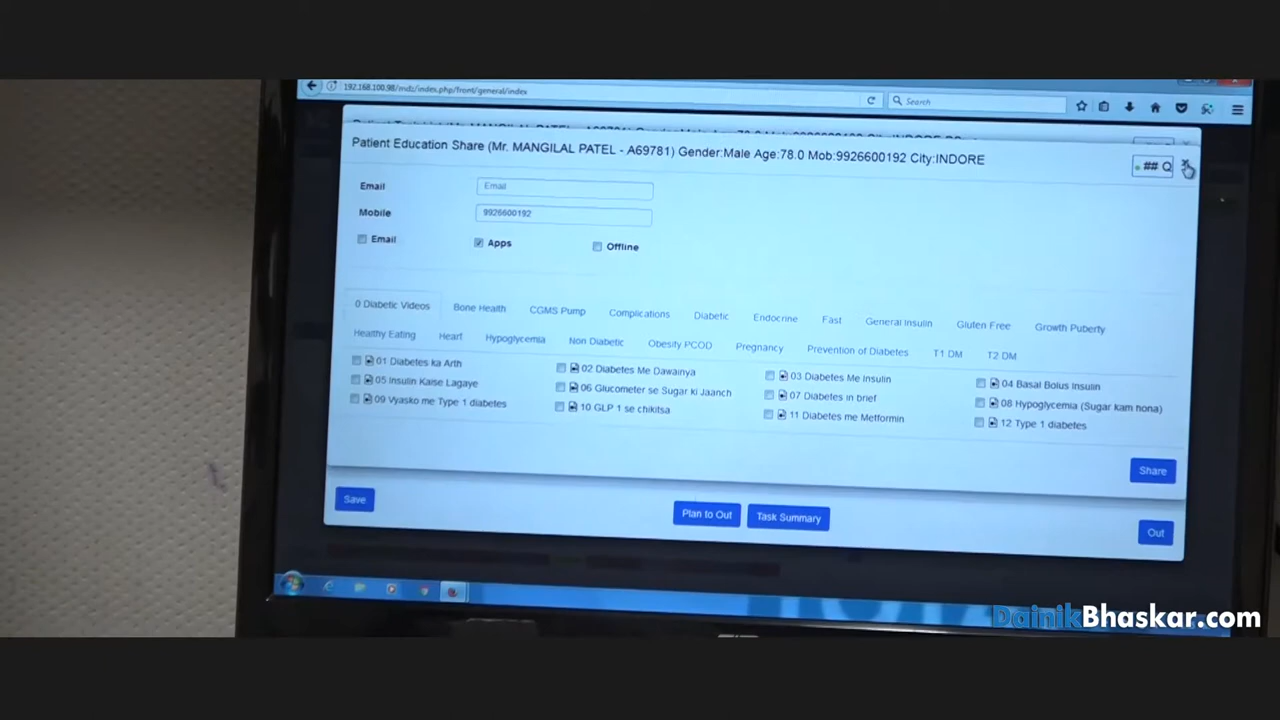 192.168.100.98/mdz/index.php/front/general/index
Search
Patient Education Share (Mr. MANGILAL PATEL - A69781) Gender:Male Age:78.0 Mob:9926600192 City:INDORE
## Q
Email Email
Mobile 9926600192
Email Apps Offline
0 Diabetic Videos Bone Health CGMS Pump Complications Diabetic Endocrine Fast General Insulin Gluten Free Growth Puberty
Healthy Eating Heart Hypoglycemia Non Diabetic Obesity PCOD Pregnancy Prevention of Diabetes T1 DM T2 DM
01 Diabetes ka Arth 02 Diabetes Me Dawainya 03 Diabetes Me Insulin 04 Basal Bolus Insulin
05 Insulin Kaise Lagaye 06 Glucometer se Sugar ki Jaanch 07 Diabetes in brief 08 Hypoglycemia (Sugar kam hona)
09 Vyasko me Type 1 diabetes 10 GLP 1 se chikitsa 11 Diabetes me Metformin 12 Type 1 diabetes
Share
Save Plan to Out Task Summary Out
DainikBhaskar.com